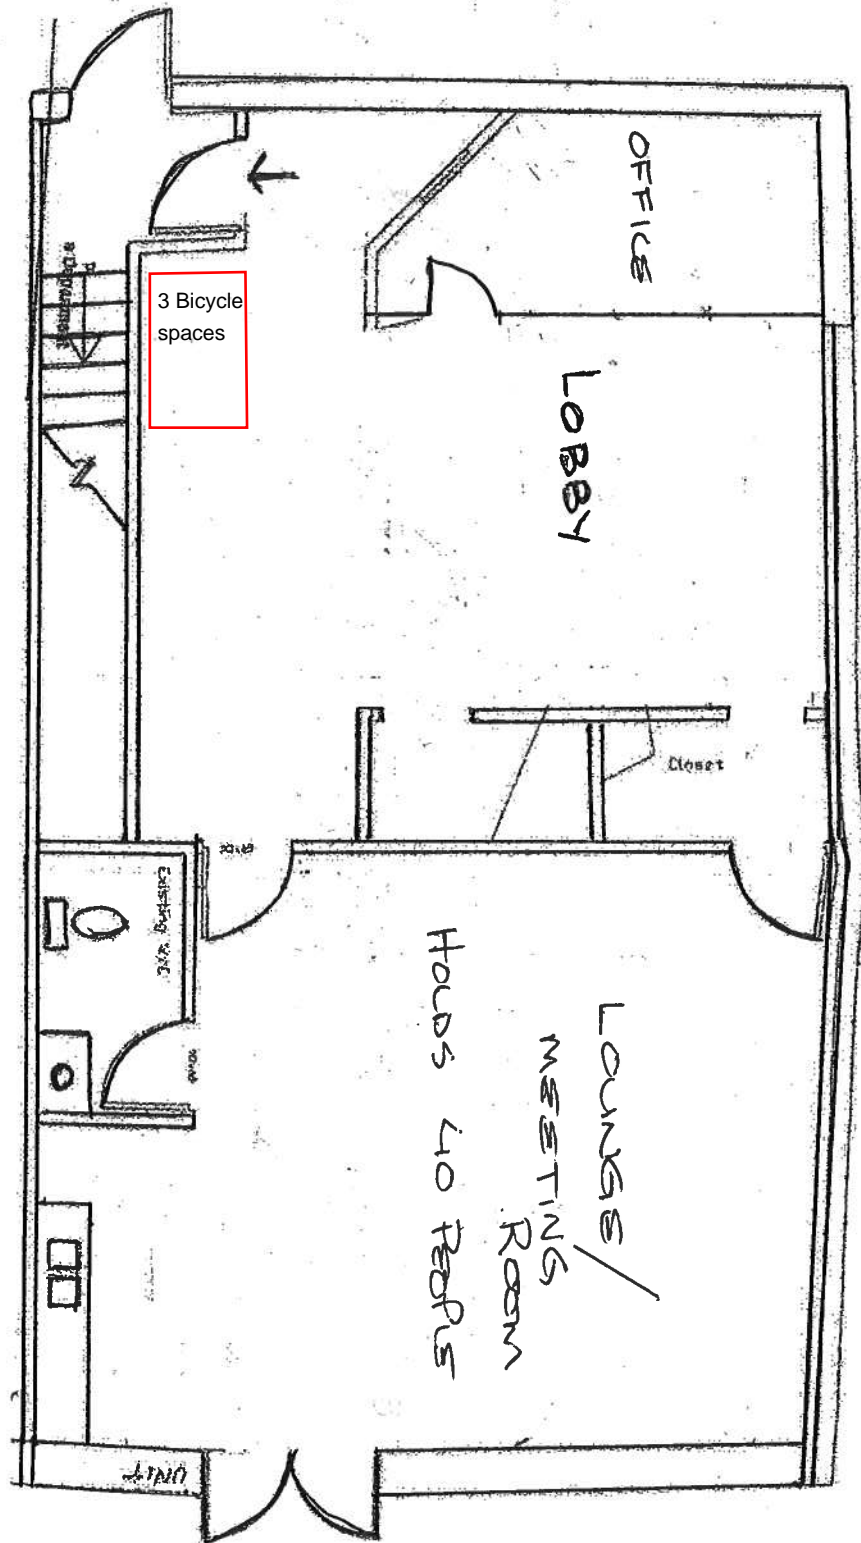 OFFICE
3 Bicycle
spaces
LOBBY
Closet
Existing W/C
LOUNGE /
MEETING
ROOM
HOLDS 40 PEOPLE
UNIT